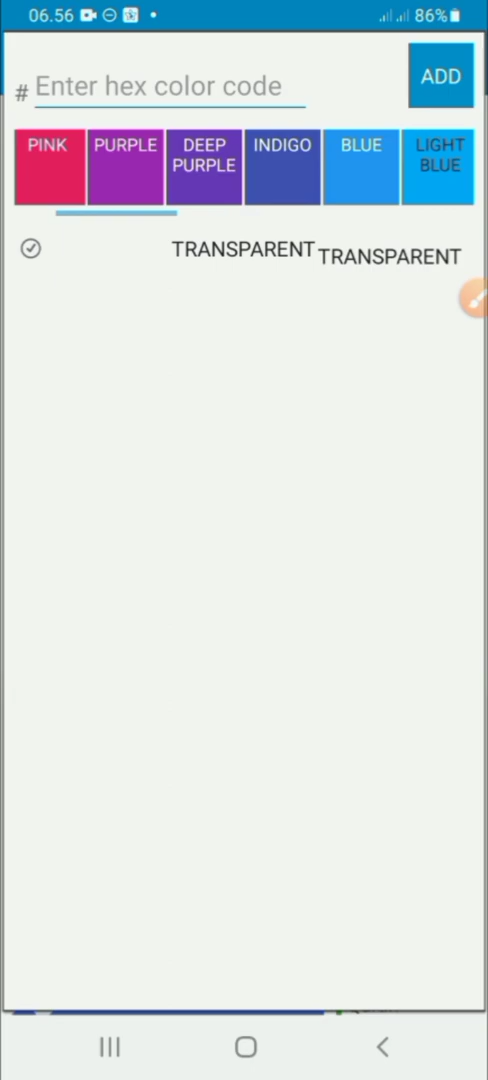 06.56 86%
# Enter hex color code ADD
PINK PURPLE DEEP PURPLE INDIGO BLUE LIGHT BLUE
TRANSPARENT TRANSPARENT